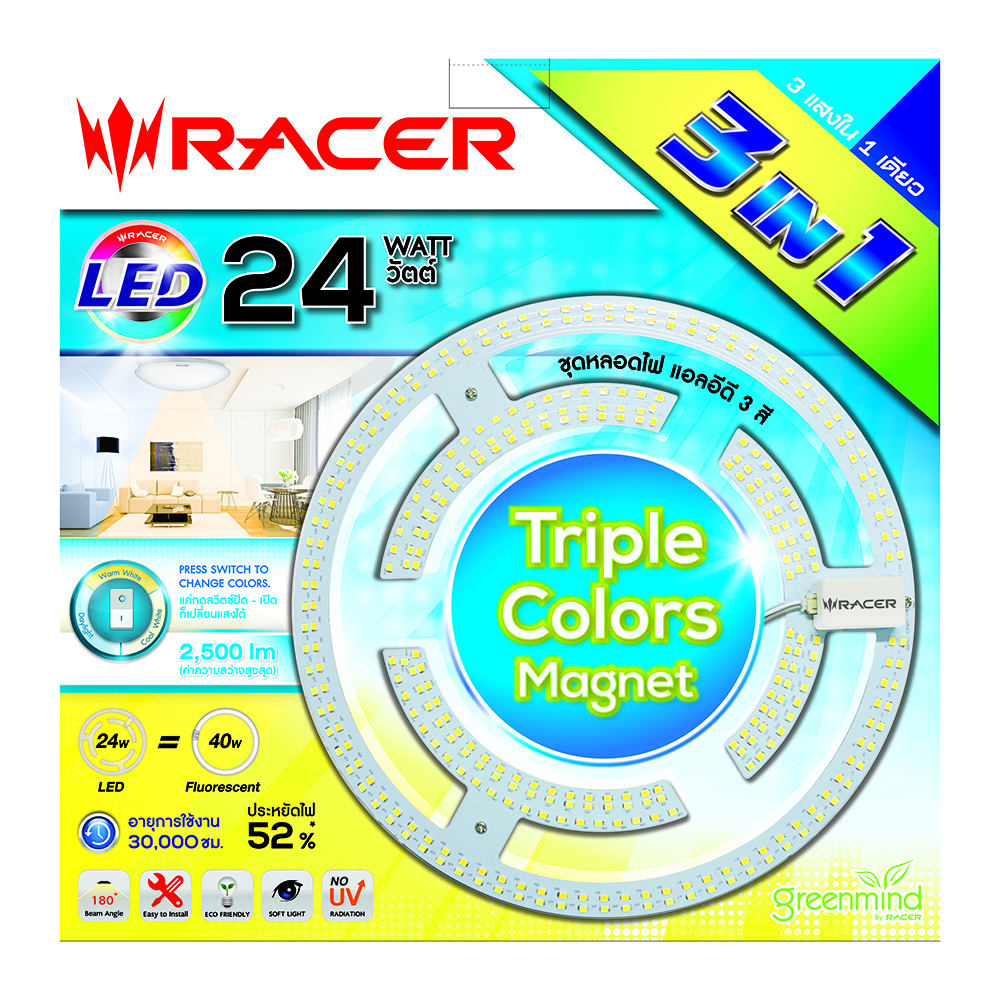 RACER
3 แสงใน 1 เดียว
3 IN 1
RACER
LED
24 WATT
วัตต์
ชุดหลอดไฟ แอลอีดี 3 สี
Triple
Colors
Magnet
RACER
Warm White
Daylight
Cool White
PRESS SWITCH TO
CHANGE COLORS.
แค่กดสวิตช์ปิด - เปิด
ก็เปลี่ยนแสงได้
2,500 lm
(ค่าความสว่างสูงสุด)
24W = 40W
LED Fluorescent
อายุการใช้งาน
30,000 ชม.
ประหยัดไฟ
52 %*
180°
Beam Angle
Easy to Install
ECO FRIENDLY
SOFT LIGHT
NO
UV
RADIATION
greenmind
By RACER